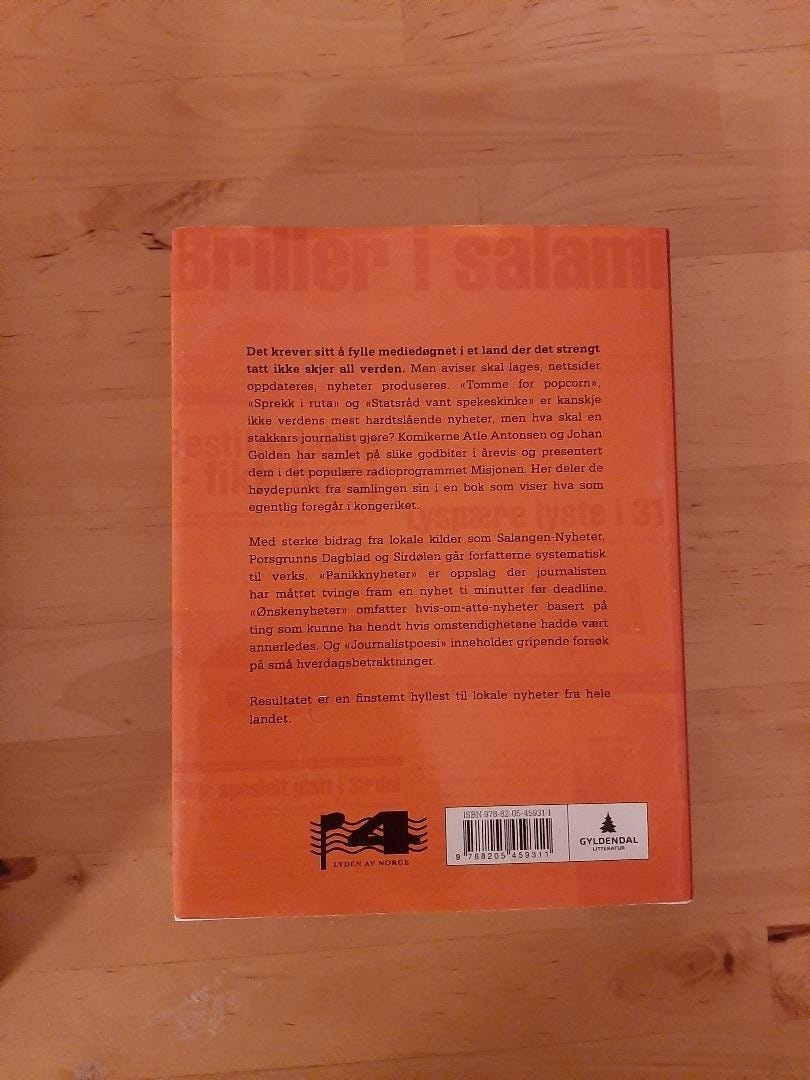 Briller i salami
Det krever sitt å fylle mediedøgnet i et land der det strengt
tatt ikke skjer all verden. Men aviser skal lages, nettsider
oppdateres, nyheter produseres. «Tomme for popcorn»,
«Sprekk i ruta» og «Statsråd vant spekeskinke» er kanskje
ikke verdens mest hardtslående nyheter, men hva skal en
stakkars journalist gjøre? Komikerne Atle Antonsen og Johan
Golden har samlet på slike godbiter i årevis og presentert
dem i det populære radioprogrammet Misjonen. Her deler de
høydepunkt fra samlingen sin i en bok som viser hva som
egentlig foregår i kongeriket.
Lyspære lyste i 31
Med sterke bidrag fra lokale kilder som Salangen-Nyheter,
Porsgrunns Dagblad og Sirdølen går forfatterne systematisk
til verks. «Panikknyheter» er oppslag der journalisten
har måttet tvinge fram en nyhet ti minutter før deadline.
«Ønskenyheter» omfatter hvis-om-atte-nyheter basert på
ting som kunne ha hendt hvis omstendighetene hadde vært
annerledes. Og «Journalistpoesi» inneholder gripende forsøk
på små hverdagsbetraktninger.
Resultatet er en finstemt hyllest til lokale nyheter fra hele
landet.
spesielt glatt i Sirdal
P4
LYDEN AV NORGE
ISBN 978-82-05-45931-1
9 788205 459311
GYLDENDAL
LITTERATUR